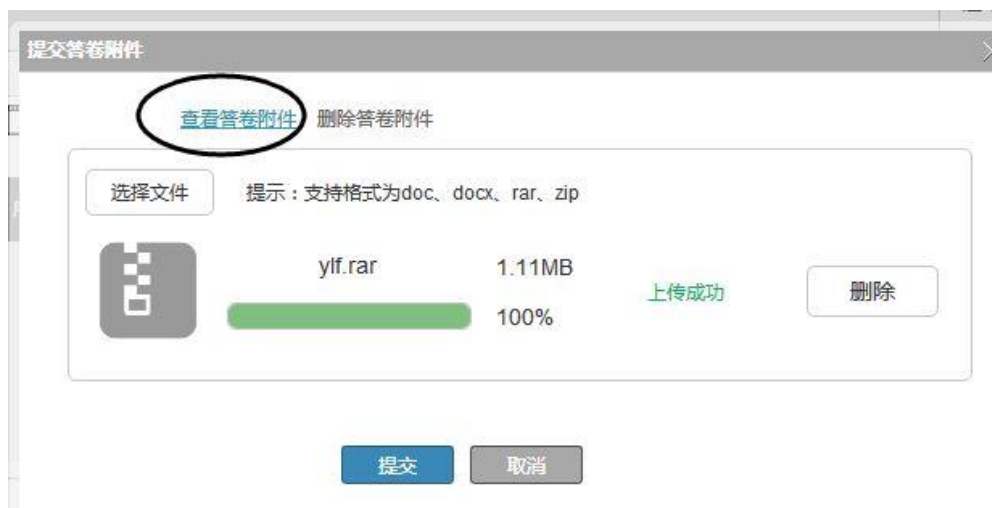 提交答卷附件
查看答卷附件 删除答卷附件
选择文件 提示：支持格式为doc、docx、rar、zip
ylf.rar 1.11MB
上传成功 删除
100%
提交 取消